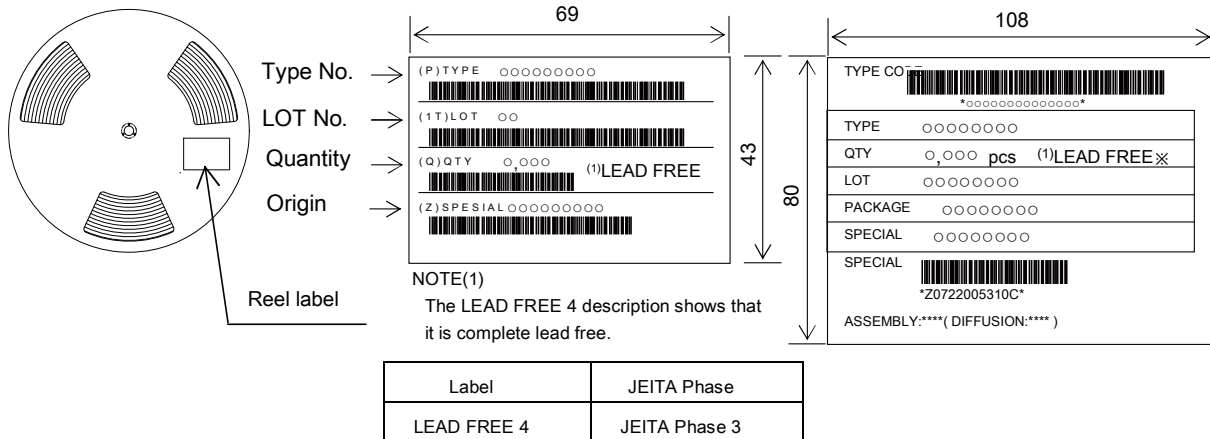 69
108
Type No.
LOT No.
Quantity
Origin
Reel label
(P)TYPE ○○○○○○○○○
(1T)LOT ○○
(Q)QTY ○,○○○ (1)LEAD FREE
(Z)SPESIAL○○○○○○○○○
43
80
NOTE(1)
The LEAD FREE 4 description shows that
it is complete lead free.
TYPE
*○○○○○○○○○○○○○○*
TYPE ○○○○○○○○
QTY ○,○○○ pcs (1)LEAD FREE※
LOT ○○○○○○○○
PACKAGE ○○○○○○○○
SPECIAL ○○○○○○○○
SPECIAL
*Z0722005310C*
ASSEMBLY:****( DIFFUSION:**** )
Label JEITA Phase
LEAD FREE 4 JEITA Phase 3